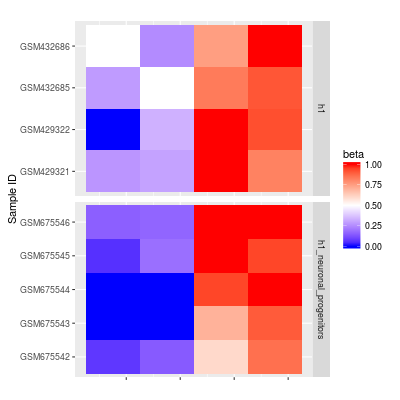 GSM432686
GSM432685
GSM429322
GSM429321
h1
GSM675546
GSM675545
GSM675544
GSM675543
GSM675542
h1_neuronal_progenitors
Sample ID
beta
1.00
0.75
0.50
0.25
0.00